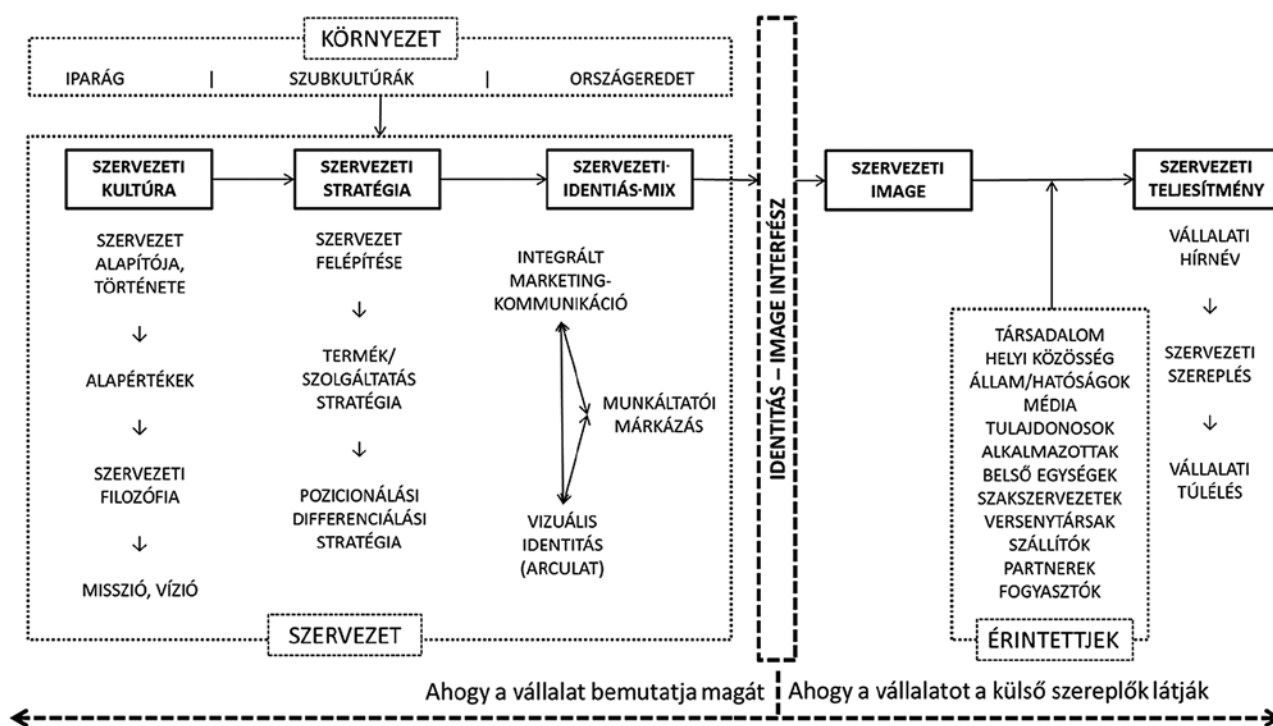 KÖRNYEZET
IPARÁG | SZUBKULTÚRÁK | ORSZÁGEREDET
SZERVEZETI
KULTÚRA
SZERVEZETI
STRATÉGIA
SZERVEZETI-
IDENTIÁS-MIX
IDENTITÁS – IMAGE INTERFÉSZ
SZERVEZETI
IMAGE
SZERVEZETI
TELJESÍTMÉNY
SZERVEZET
ALAPÍTÓJA,
TÖRTÉNETE
ALAPÉRTÉKEK
SZERVEZETI
FILOZÓFIA
MISSZIÓ, VÍZIÓ
SZERVEZET
FELÉPÍTÉSE
TERMÉK/
SZOLGÁLTATÁS
STRATÉGIA
POZICIONÁLÁSI
DIFFERENCIÁLÁSI
STRATÉGIA
INTEGRÁLT
MARKETING-
KOMMUNIKÁCIÓ
MUNKÁLTATÓI
MÁRKÁZÁS
VIZUÁLIS
IDENTITÁS
(ARCULAT)
SZERVEZET
TÁRSADALOM
HELYI KÖZÖSSÉG
ÁLLAM/HATÓSÁGOK
MÉDIA
TULAJDONOSOK
ALKALMAZOTTAK
BELSŐ EGYSÉGEK
SZAKSZERVEZETEK
VERSENYTÁRSAK
SZÁLLÍTÓK
PARTNEREK
FOGYASZTÓK
ÉRINTETTJEK
VÁLLALATI
HÍRNÉV
SZERVEZETI
SZEREPLÉS
VÁLLALATI
TÚLÉLÉS
Ahogy a vállalat bemutatja magát
Ahogy a vállalatot a külső szereplők látják